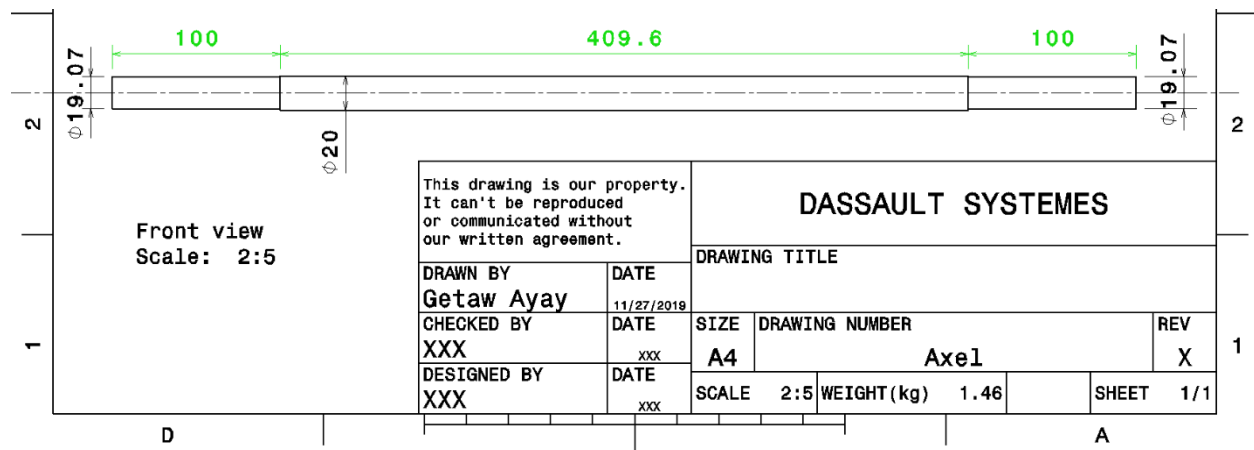 100 409.6 100
⌀19.07
⌀20
⌀19.07
2
2
Front view
Scale: 2:5
This drawing is our property.
It can't be reproduced
or communicated without
our written agreement.
DASSAULT SYSTEMES
DRAWING TITLE
DRAWN BY DATE
Getaw Ayay 11/27/2019
CHECKED BY DATE
XXX XXX
DESIGNED BY DATE
XXX XXX
SIZE DRAWING NUMBER REV
A4 Axel X
SCALE 2:5 WEIGHT(kg) 1.46 SHEET 1/1
1
1
D A